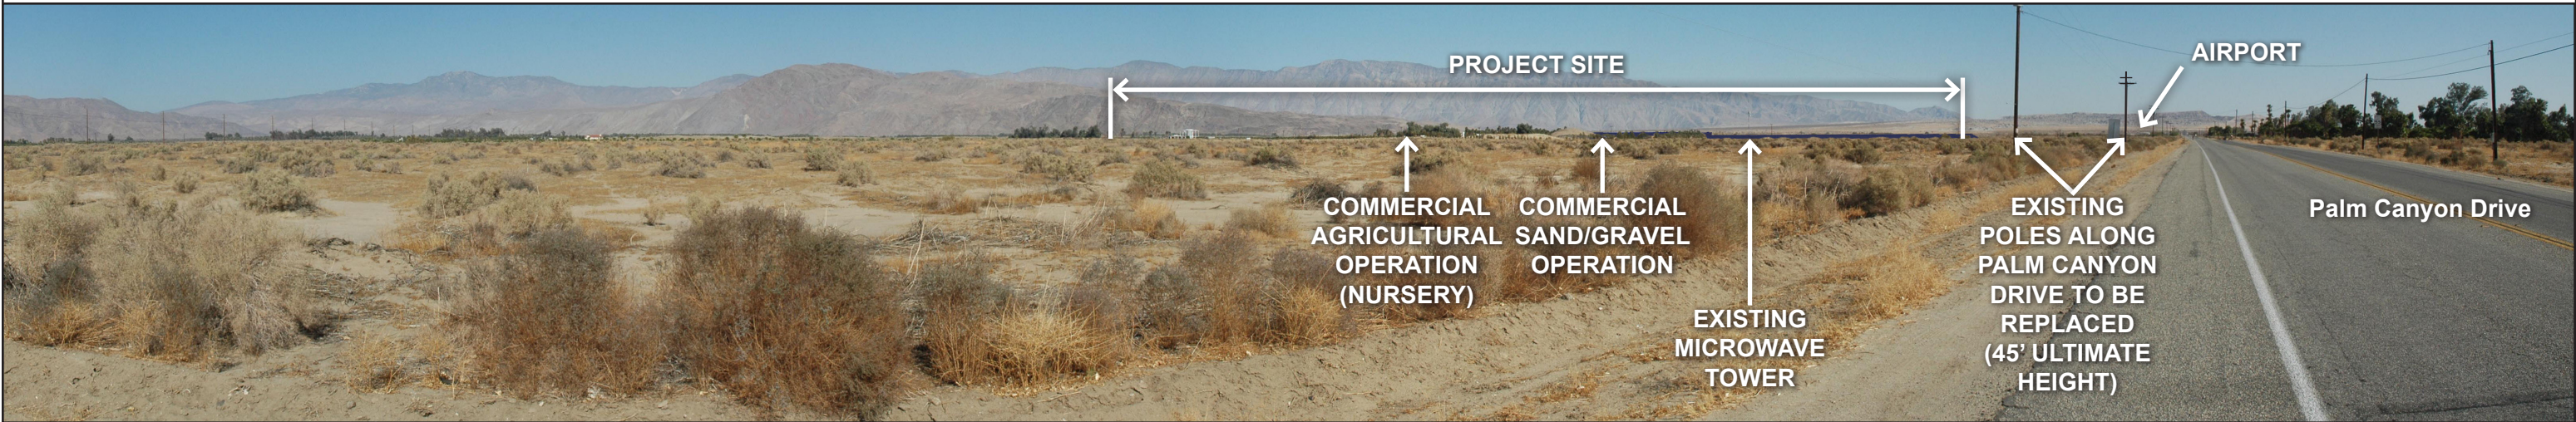 PROJECT SITE
AIRPORT
COMMERCIAL
AGRICULTURAL
OPERATION
(NURSERY)
COMMERCIAL
SAND/GRAVEL
OPERATION
EXISTING
MICROWAVE
TOWER
EXISTING
POLES ALONG
PALM CANYON
DRIVE TO BE
REPLACED
(45’ ULTIMATE
HEIGHT)
Palm Canyon Drive